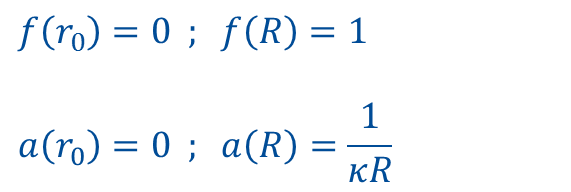 f(r₀) = 0 ; f(R) = 1
a(r₀) = 0 ; a(R) = 1/κR